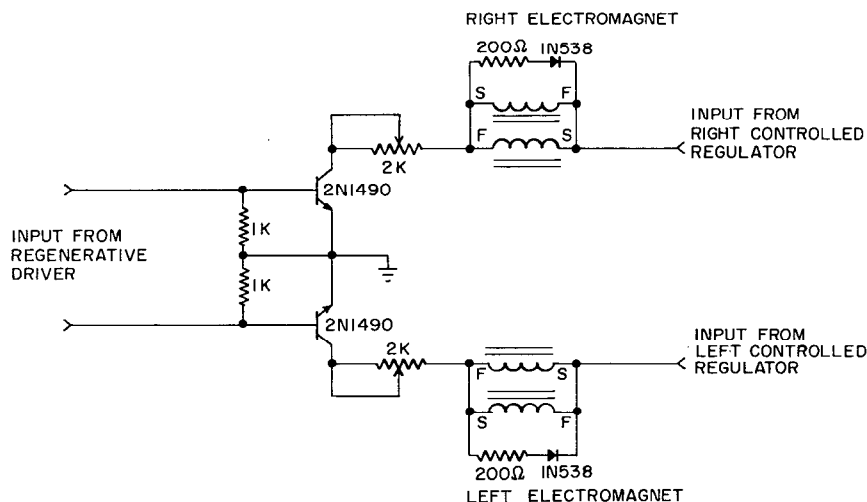 RIGHT ELECTROMAGNET
200Ω IN538
S F
F S
INPUT FROM
RIGHT CONTROLLED
REGULATOR
2K
2N1490
1K
INPUT FROM
REGENERATIVE
DRIVER
1K
2N1490
2K
INPUT FROM
LEFT CONTROLLED
REGULATOR
F S
S F
200Ω IN538
LEFT ELECTROMAGNET